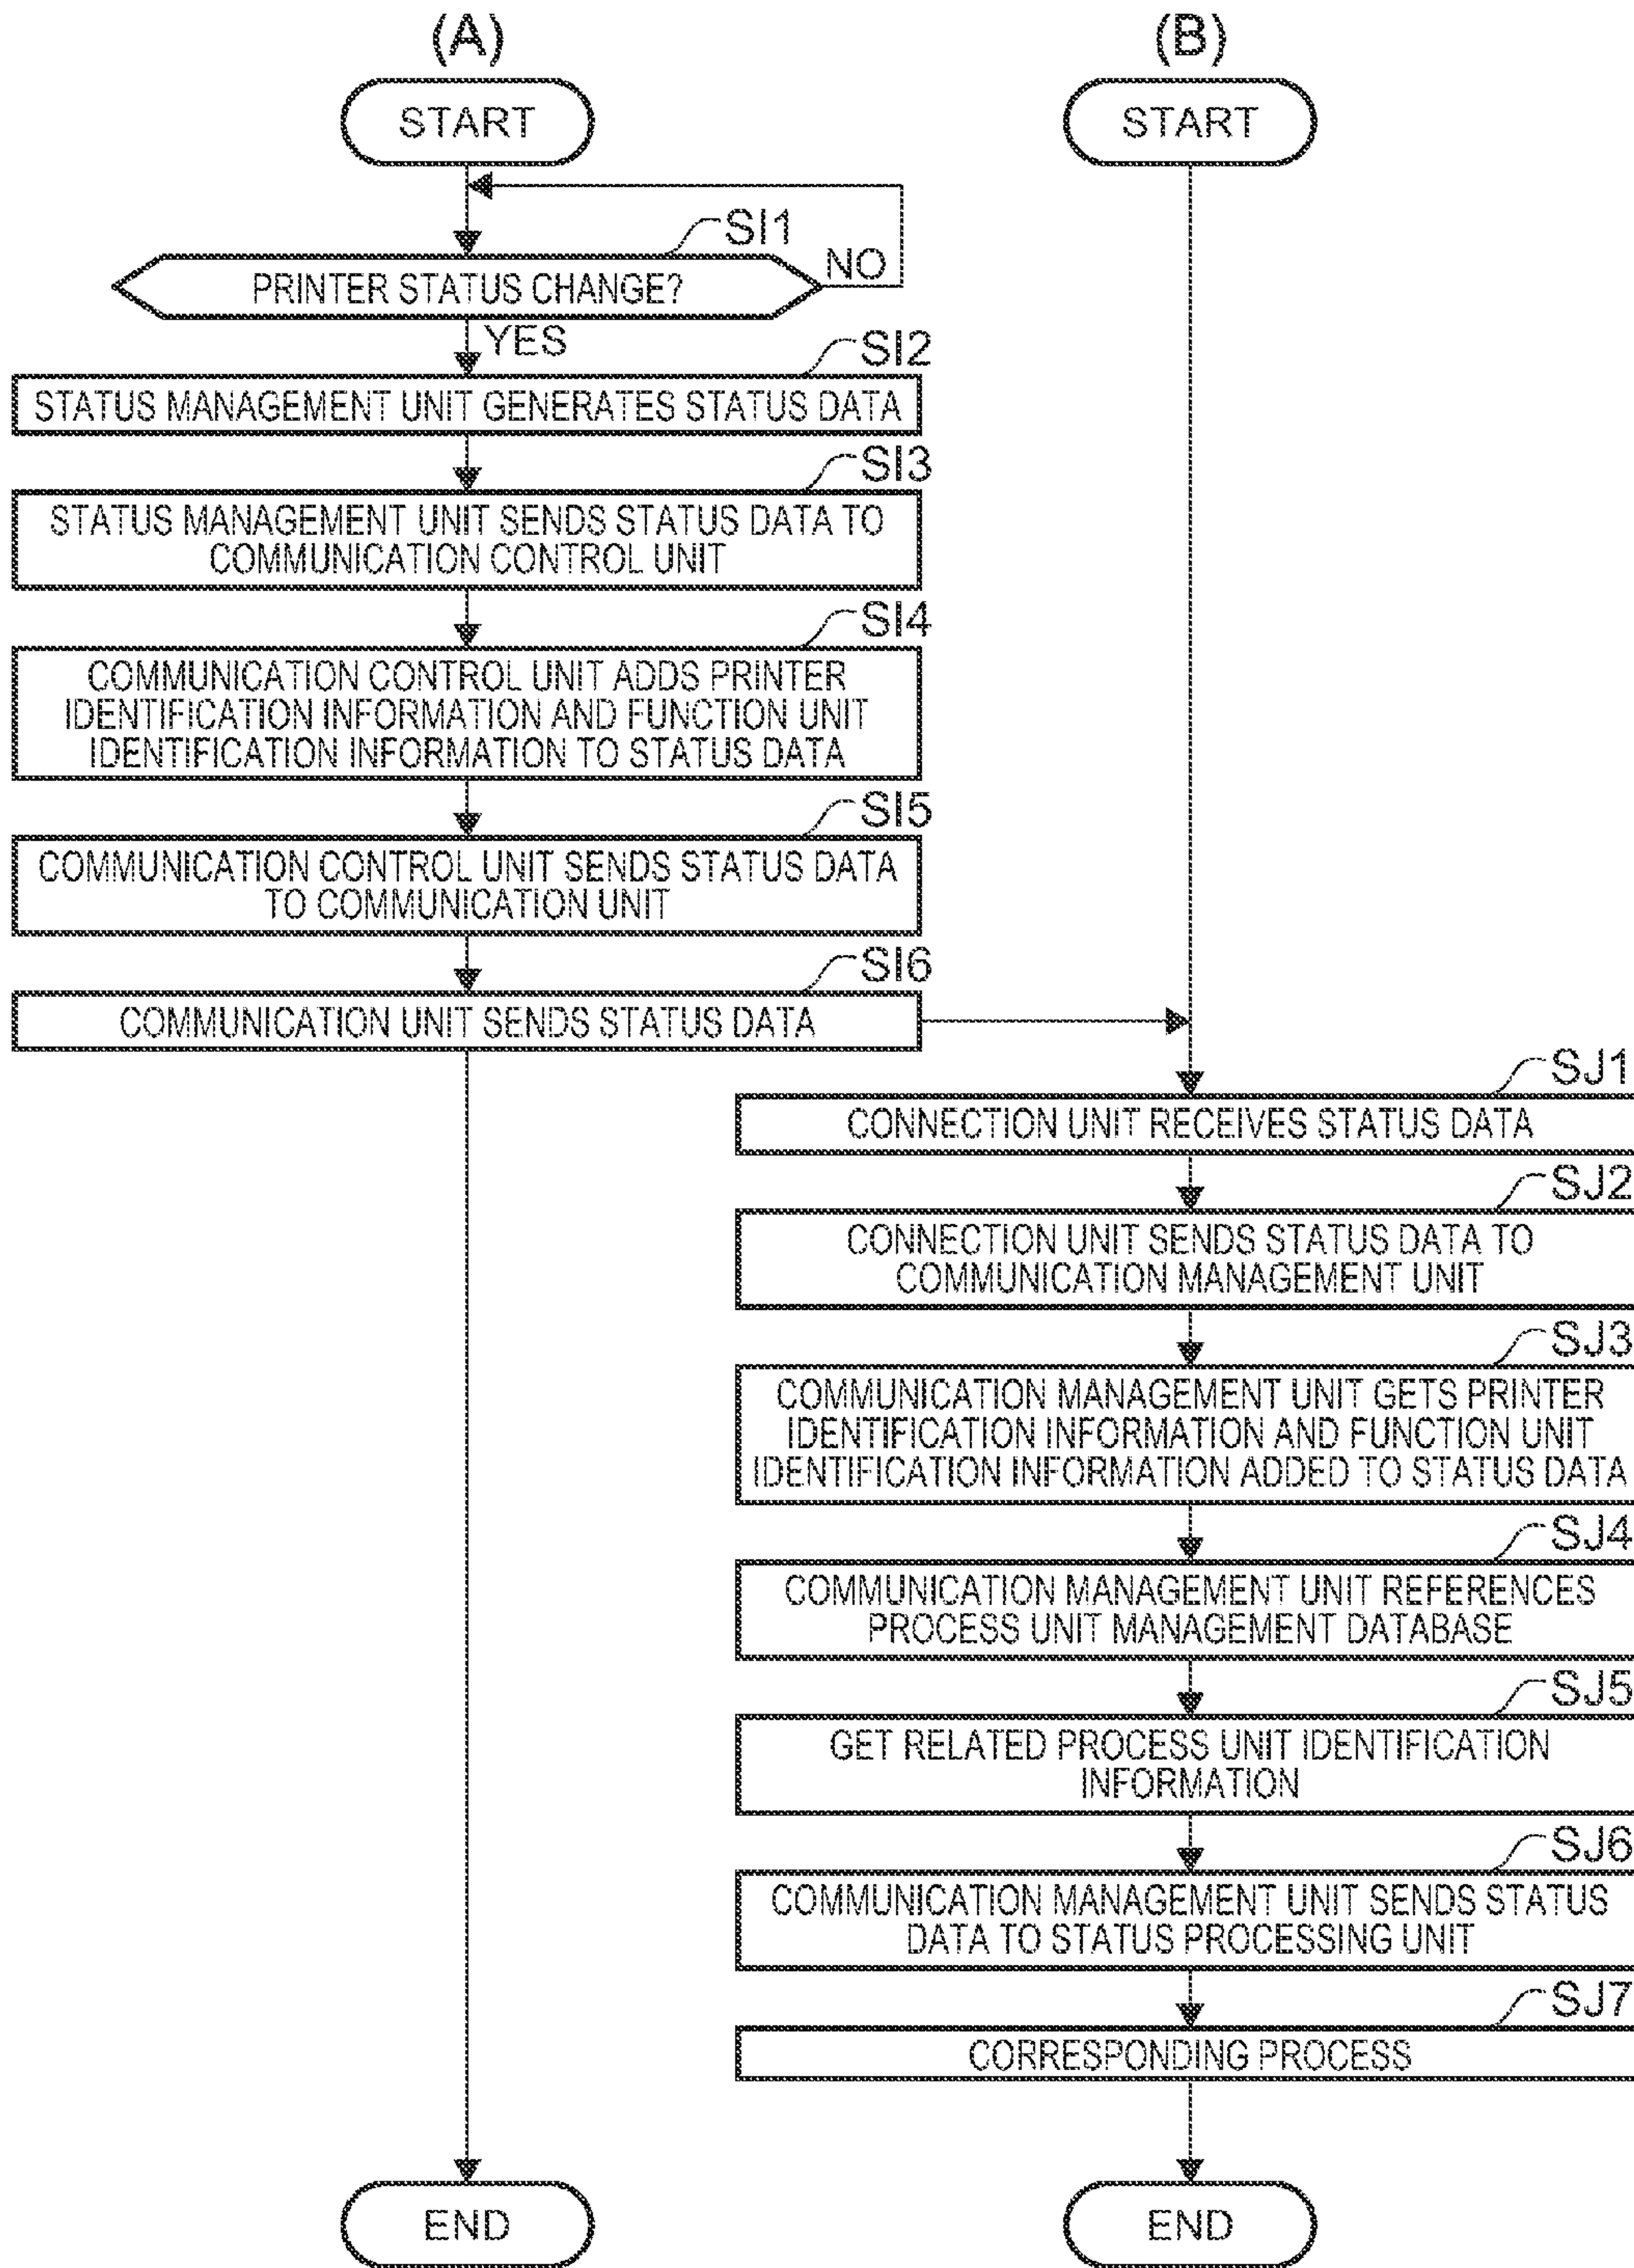 (A)
START
SI1
PRINTER STATUS CHANGE?
NO
YES
SI2
STATUS MANAGEMENT UNIT GENERATES STATUS DATA
SI3
STATUS MANAGEMENT UNIT SENDS STATUS DATA TO
COMMUNICATION CONTROL UNIT
SI4
COMMUNICATION CONTROL UNIT ADDS PRINTER
IDENTIFICATION INFORMATION AND FUNCTION UNIT
IDENTIFICATION INFORMATION TO STATUS DATA
SI5
COMMUNICATION CONTROL UNIT SENDS STATUS DATA
TO COMMUNICATION UNIT
SI6
COMMUNICATION UNIT SENDS STATUS DATA
END
(B)
START
SJ1
CONNECTION UNIT RECEIVES STATUS DATA
SJ2
CONNECTION UNIT SENDS STATUS DATA TO
COMMUNICATION MANAGEMENT UNIT
SJ3
COMMUNICATION MANAGEMENT UNIT GETS PRINTER
IDENTIFICATION INFORMATION AND FUNCTION UNIT
IDENTIFICATION INFORMATION ADDED TO STATUS DATA
SJ4
COMMUNICATION MANAGEMENT UNIT REFERENCES
PROCESS UNIT MANAGEMENT DATABASE
SJ5
GET RELATED PROCESS UNIT IDENTIFICATION
INFORMATION
SJ6
COMMUNICATION MANAGEMENT UNIT SENDS STATUS
DATA TO STATUS PROCESSING UNIT
SJ7
CORRESPONDING PROCESS
END